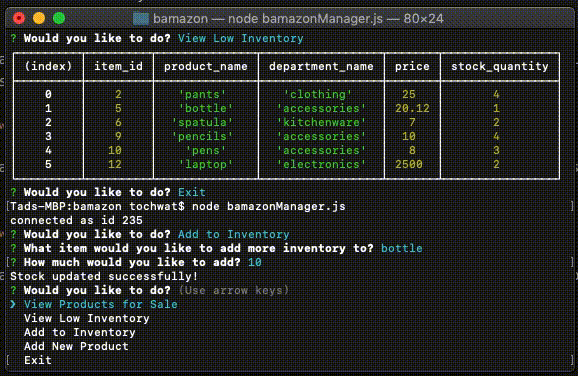 bamazon — node bamazonManager.js — 80×24
? Would you like to do? View Low Inventory
(index) item_id product_name department_name price stock_quantity
0 2 'pants' 'clothing' 25 4
1 5 'bottle' 'accessories' 20.12 1
2 6 'spatula' 'kitchenware' 7 2
3 9 'pencils' 'accessories' 10 4
4 10 'pens' 'accessories' 8 3
5 12 'laptop' 'electronics' 2500 2
? Would you like to do? Exit
[Tads-MBP:bamazon tochwat$ node bamazonManager.js ]
connected as id 235
? Would you like to do? Add to Inventory
? What item would you like to add more inventory to? bottle
[? How much would you like to add? 10 ]
Stock updated successfully!
? Would you like to do? (Use arrow keys)
❯ View Products for Sale
View Low Inventory
Add to Inventory
Add New Product
[ Exit ]